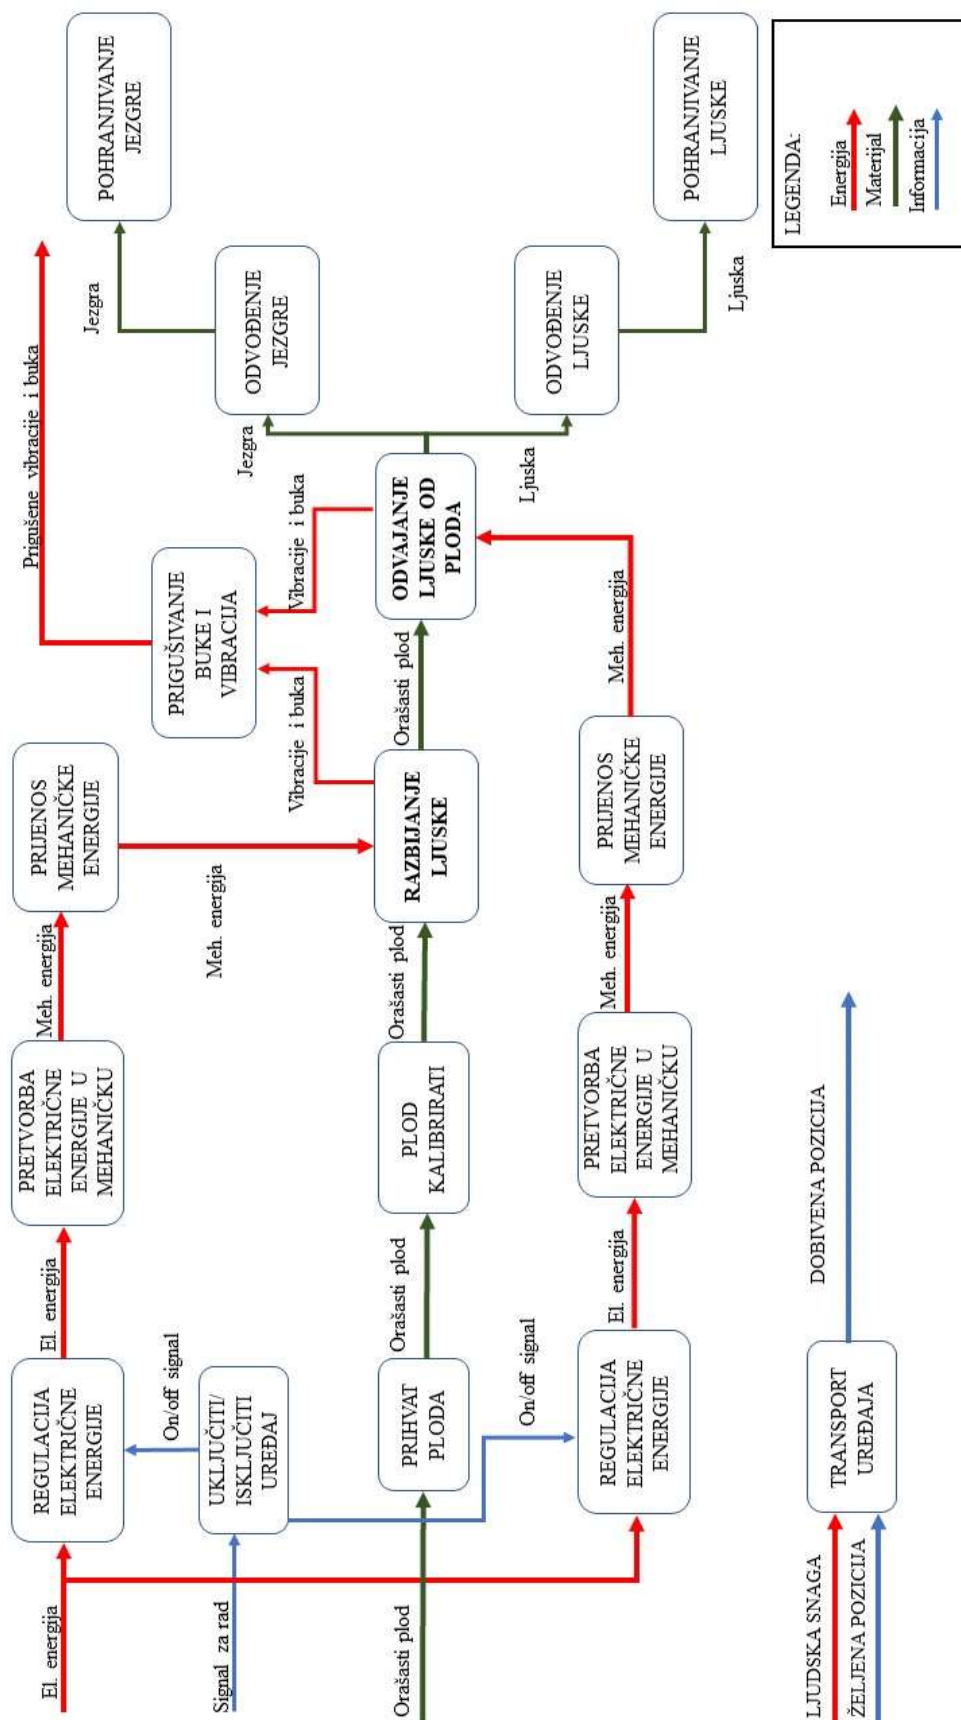 El. energija
REGULACIJA
ELEKTRIČNE
ENERGIJE
El. energija
PRETVORBA
ELEKTRIČNE
ENERGIJE U
MEHANIČKU
Meh. energija
PRIJENOS
MEHANIČKE
ENERGIJE
Meh. energija
Prigušene vibracije i buka
Signal za rad
UKLJUČITI/
ISKLJUČITI
UREĐAJ
On/off signal
On/off signal
PRIGUŠIVANJE
BUKE I
VIBRACIJA
Vibracije i buka
Vibracije i buka
Orašasti plod
PRIHVAT
PLODA
Orašasti plod
PLOD
KALIBRIRATI
Orašasti plod
RAZBIJANJE
LJUSKE
Orašasti plod
ODVAJANJE
LJUSKE OD
PLODA
Jezgra
ODVOĐENJE
JEZGRE
Jezgra
POHRANJIVANJE
JEZGRE
Ljuska
ODVOĐENJE
LJUSKE
Ljuska
POHRANJIVANJE
LJUSKE
REGULACIJA
ELEKTRIČNE
ENERGIJE
El. energija
PRETVORBA
ELEKTRIČNE
ENERGIJE U
MEHANIČKU
Meh. energija
PRIJENOS
MEHANIČKE
ENERGIJE
Meh. energija
LJUDSKA SNAGA
ŽELJENA POZICIJA
TRANSPORT
UREĐAJA
DOBIVENA POZICIJA
LEGENDA:
Energija
Materijal
Informacija